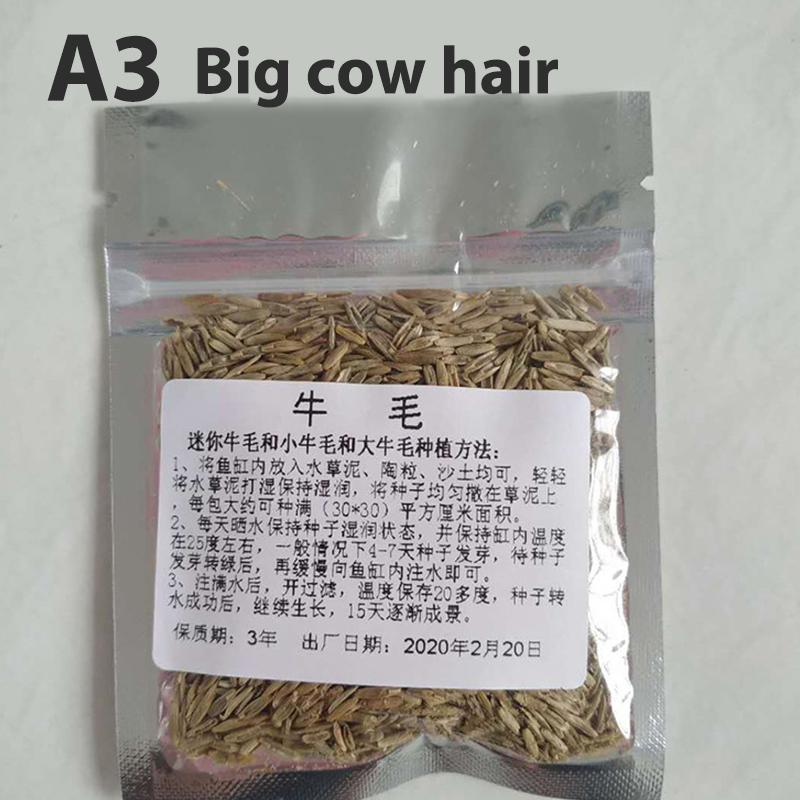 A3 Big cow hair
牛 毛
迷你牛毛和小牛毛和大牛毛种植方法:
1、将鱼缸内放入水草泥、陶粒、沙土均可，轻轻
将水草泥打湿保持湿润，将种子均匀撒在草泥上
，每包大约可种满（30*30）平方厘米面积。
2、每天晒水保持种子湿润状态，并保持缸内温度
在25度左右，一般情况下4-7天种子发芽，待种子
发芽转绿后，再缓慢向鱼缸内注水即可。
3、注满水后，开过滤，温度保存20多度，种子转
水成功后，继续生长，15天逐渐成景。
保质期：3年 出厂日期：2020年2月20日